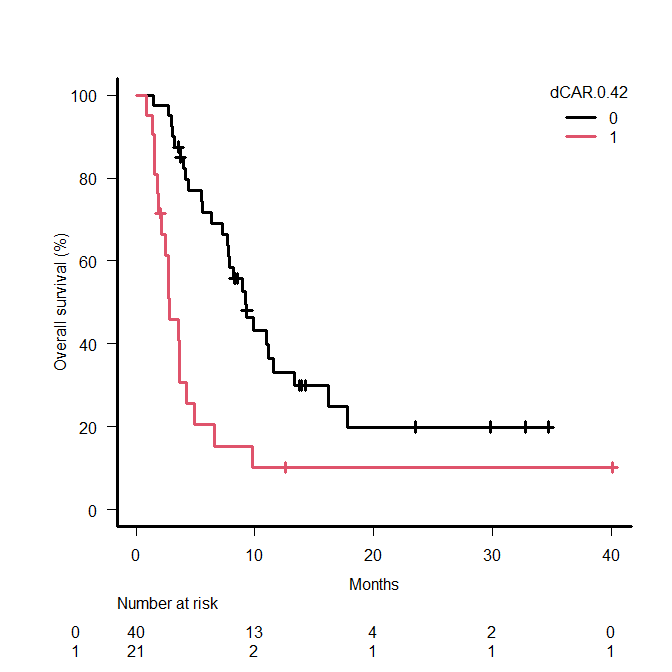 dCAR.0.42
0
1
100
80
60
40
20
0
Overall survival (%)
0 10 20 30 40
Months
Number at risk
0 40 13 4 2 0
1 21 2 1 1 1